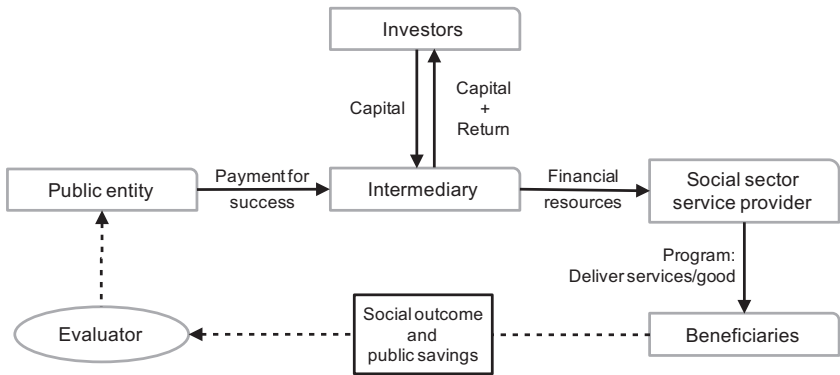 Investors
Capital
Capital
+
Return
Public entity
Payment for
success
Intermediary
Financial
resources
Social sector
service provider
Program:
Deliver services/good
Evaluator
Social outcome
and
public savings
Beneficiaries